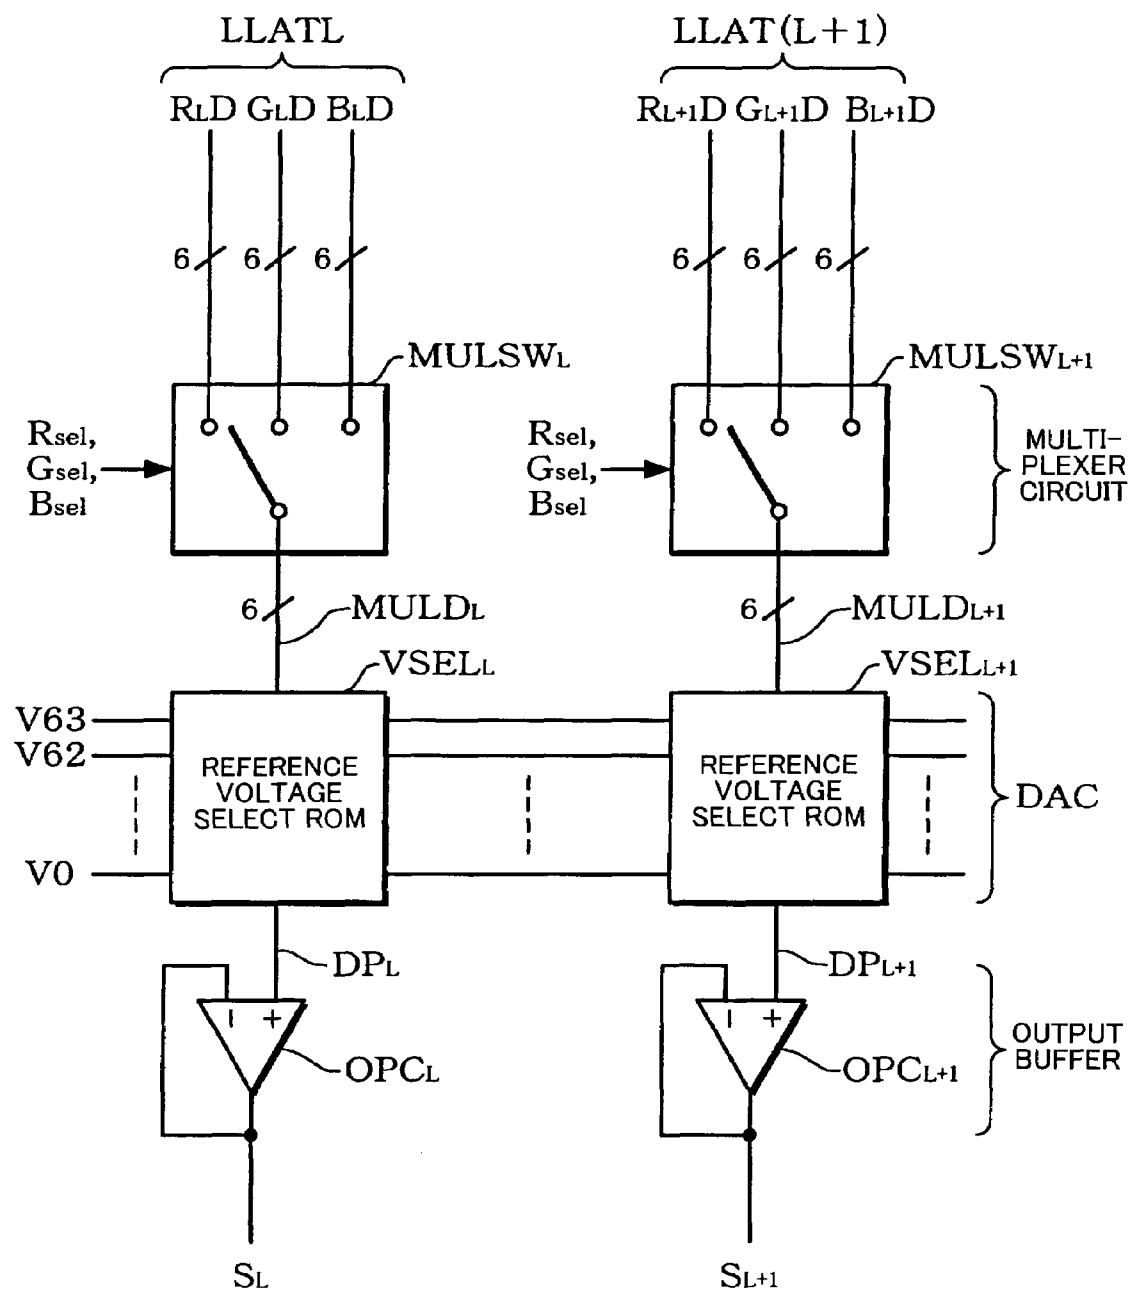 LLATL LLAT(L+1)
RLD GLD BLD RL+1D GL+1D BL+1D
6 6 6 6 6 6
MULSWL MULSWL+1
Rsel, Gsel, Bsel
Rsel, Gsel, Bsel
MULTI-
PLEXER
CIRCUIT
6 MULDL 6 MULDL+1
VSELL VSELL+1
V63
V62
V0
REFERENCE
VOLTAGE
SELECT ROM
REFERENCE
VOLTAGE
SELECT ROM
DAC
DPL DPL+1
− + − +
OPCL OPCL+1
OUTPUT
BUFFER
SL SL+1